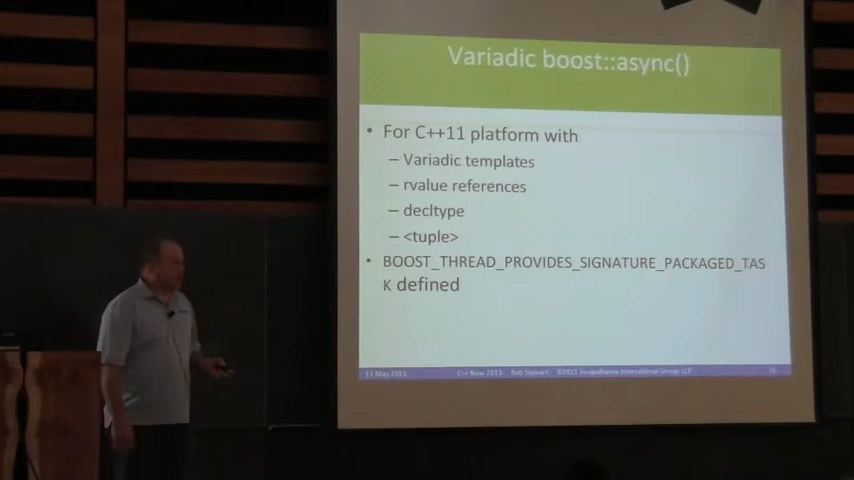 Variadic boost::async()
• For C++11 platform with
– Variadic templates
– rvalue references
– decltype
– <tuple>
• BOOST_THREAD_PROVIDES_SIGNATURE_PACKAGED_TAS
K defined
13 May 2013 C++ Now 2013 Rob Stewart ©2013 Susquehanna International Group LLP